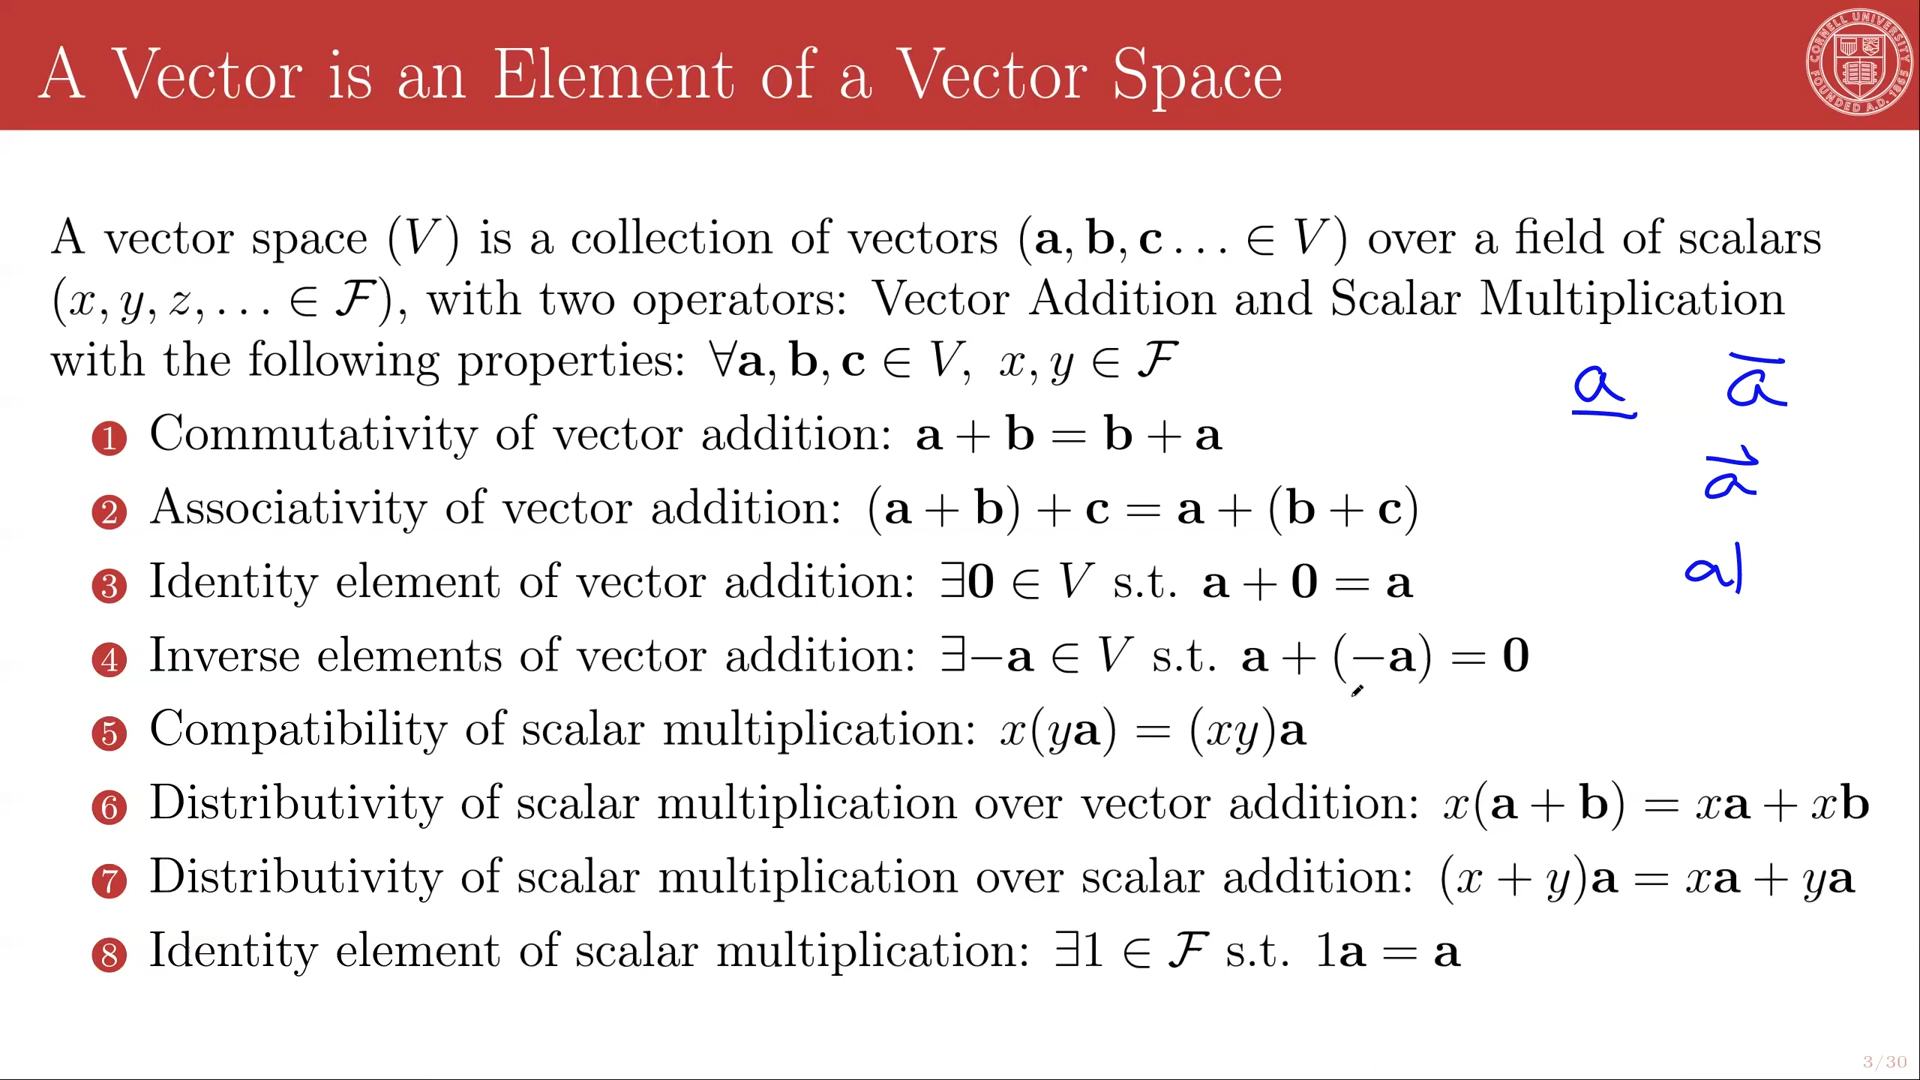 A Vector is an Element of a Vector Space
CORNELL UNIVERSITY
FOUNDED A.D. 1865
A vector space (V) is a collection of vectors (a, b, c . . . ∈ V) over a field of scalars
(x, y, z, . . . ∈ ℱ), with two operators: Vector Addition and Scalar Multiplication
with the following properties: ∀a, b, c ∈ V, x, y ∈ ℱ
a̲ a̅
1 Commutativity of vector addition: a + b = b + a
a⃗
2 Associativity of vector addition: (a + b) + c = a + (b + c)
3 Identity element of vector addition: ∃0 ∈ V s.t. a + 0 = a
a|
4 Inverse elements of vector addition: ∃−a ∈ V s.t. a + (−a) = 0
5 Compatibility of scalar multiplication: x(ya) = (xy)a
6 Distributivity of scalar multiplication over vector addition: x(a + b) = xa + xb
7 Distributivity of scalar multiplication over scalar addition: (x + y)a = xa + ya
8 Identity element of scalar multiplication: ∃1 ∈ ℱ s.t. 1a = a
3/30